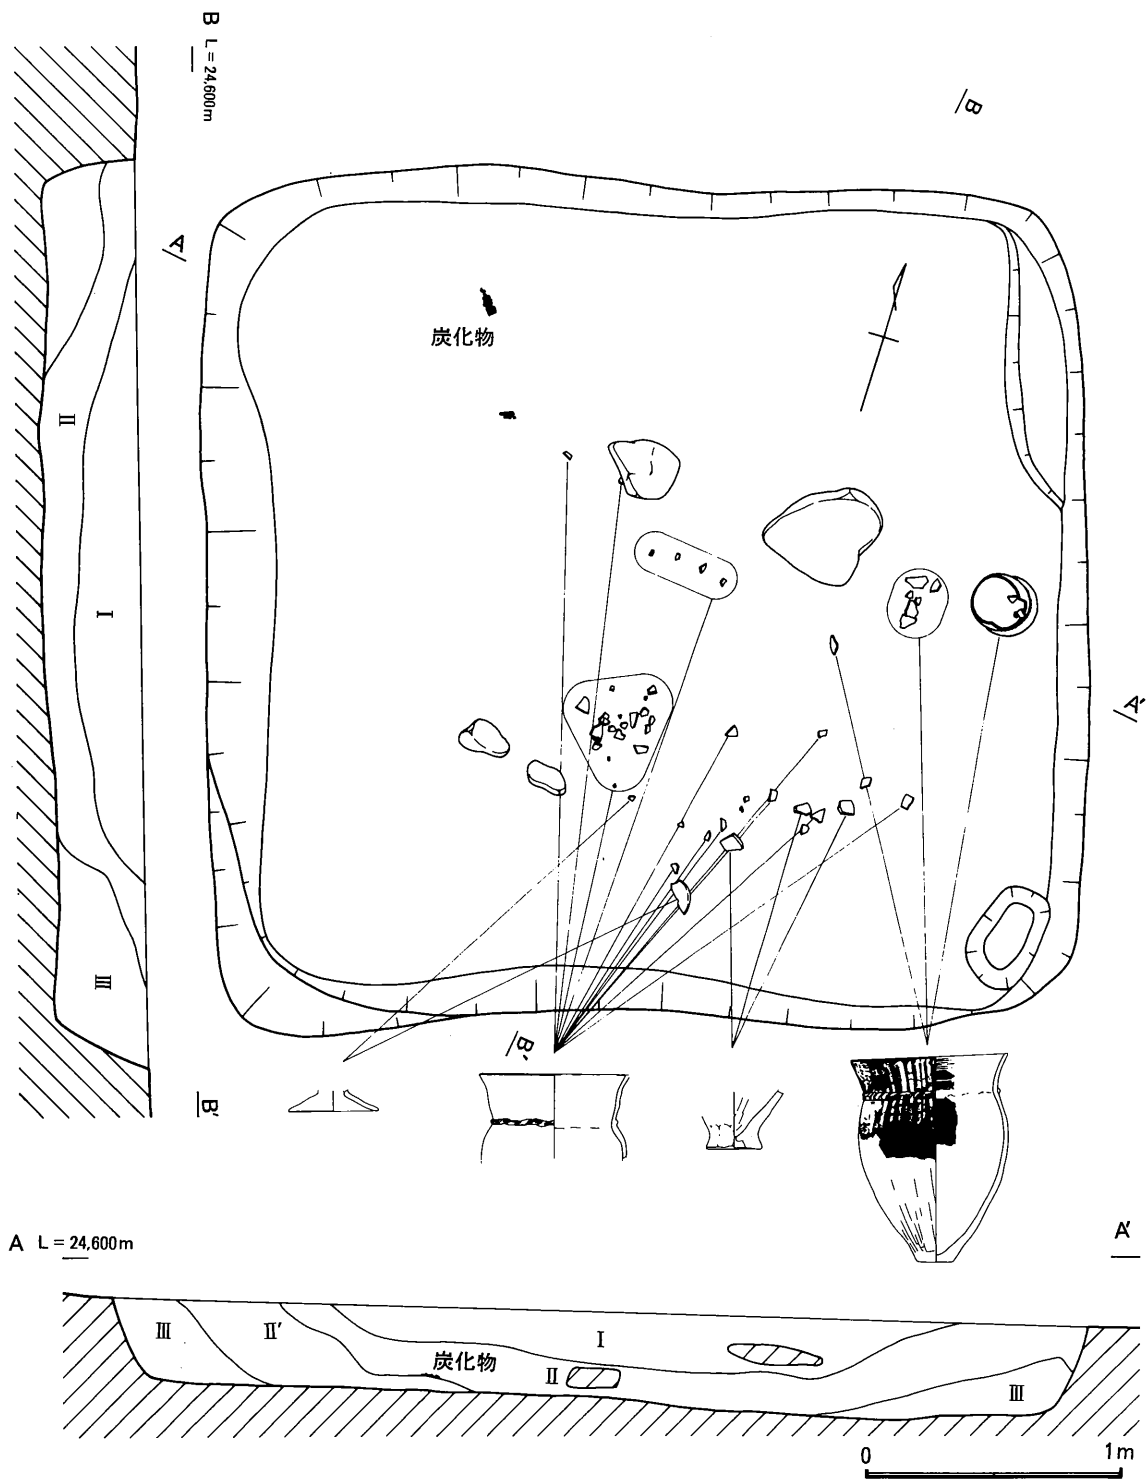 B L=24,600m
B
A
炭化物
II
I
A'
III
B'
B'
A L=24,600m
A'
III
II'
I
炭化物
II
III
0 1m